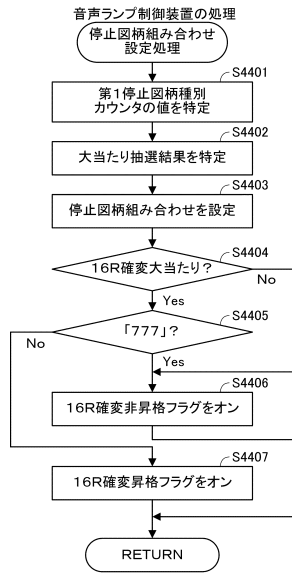 音声ランプ制御装置の処理
停止図柄組み合わせ
設定処理
S4401
第1停止図柄種別
カウンタの値を特定
S4402
大当たり抽選結果を特定
S4403
停止図柄組み合わせを設定
S4404
16R確変大当たり？
No
Yes
S4405
「777」？
No
Yes
S4406
16R確変非昇格フラグをオン
S4407
16R確変昇格フラグをオン
RETURN